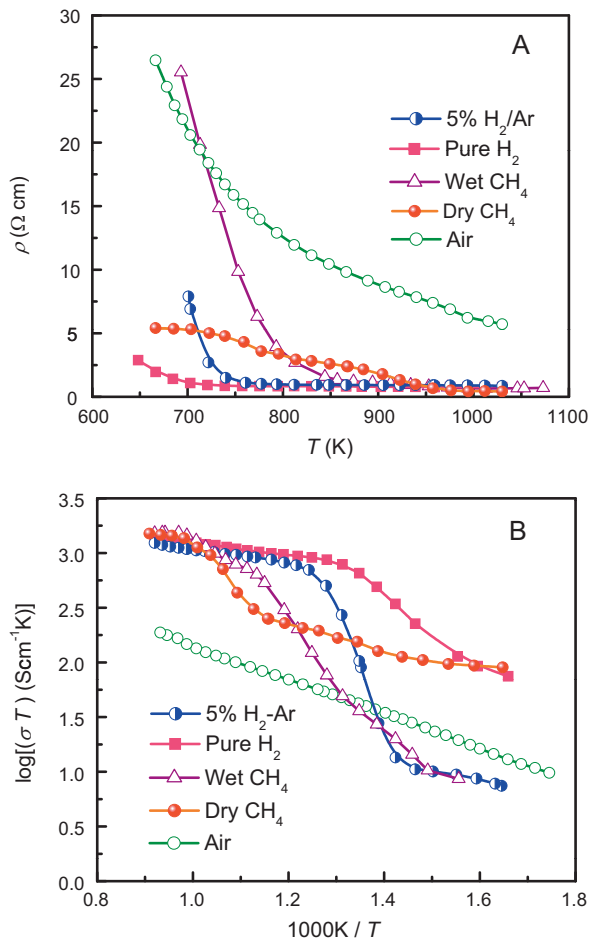 A
30
25
20
15
10
5
0
ρ (Ω cm)
5% H₂/Ar
Pure H₂
Wet CH₄
Dry CH₄
Air
600 700 800 900 1000 1100
T (K)
B
3.5
3.0
2.5
2.0
1.5
1.0
0.5
0.0
log[(σ T ) (Scm⁻¹K)]
5% H₂-Ar
Pure H₂
Wet CH₄
Dry CH₄
Air
0.8 1.0 1.2 1.4 1.6 1.8
1000K / T